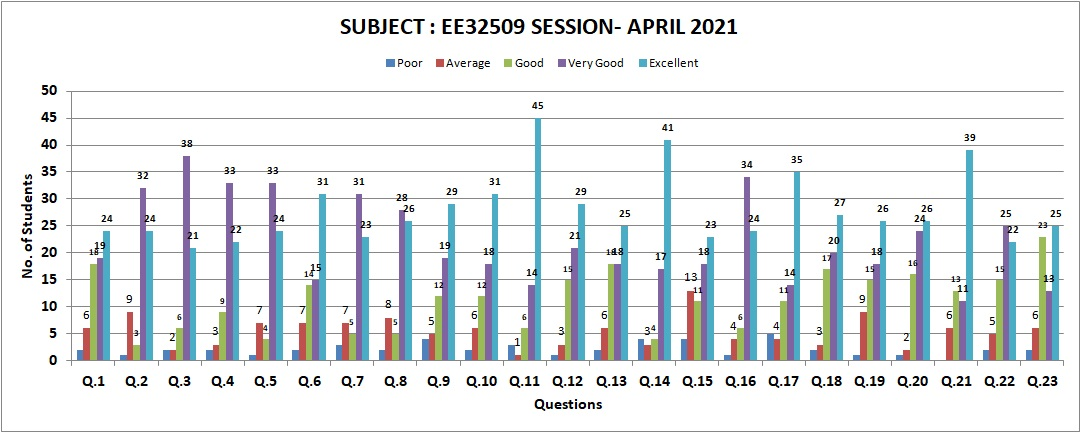 SUBJECT : EE32509 SESSION- APRIL 2021
Poor Average Good Very Good Excellent
No. of Students
50
45
40
35
30
25
20
15
10
5
0
6 18 19 24
9 3 32 24
2 6 38 21
3 9 33 22
7 4 33 24
7 14 15 31
7 5 31 23
8 5 28 26
5 12 19 29
6 12 18 31
1 6 14 45
3 15 21 29
6 18 18 25
3 4 17 41
13 11 18 23
4 6 34 24
4 11 14 35
3 17 20 27
9 15 18 26
2 16 24 26
6 13 11 39
5 15 25 22
6 23 13 25
Q.1 Q.2 Q.3 Q.4 Q.5 Q.6 Q.7 Q.8 Q.9 Q.10 Q.11 Q.12 Q.13 Q.14 Q.15 Q.16 Q.17 Q.18 Q.19 Q.20 Q.21 Q.22 Q.23
Questions